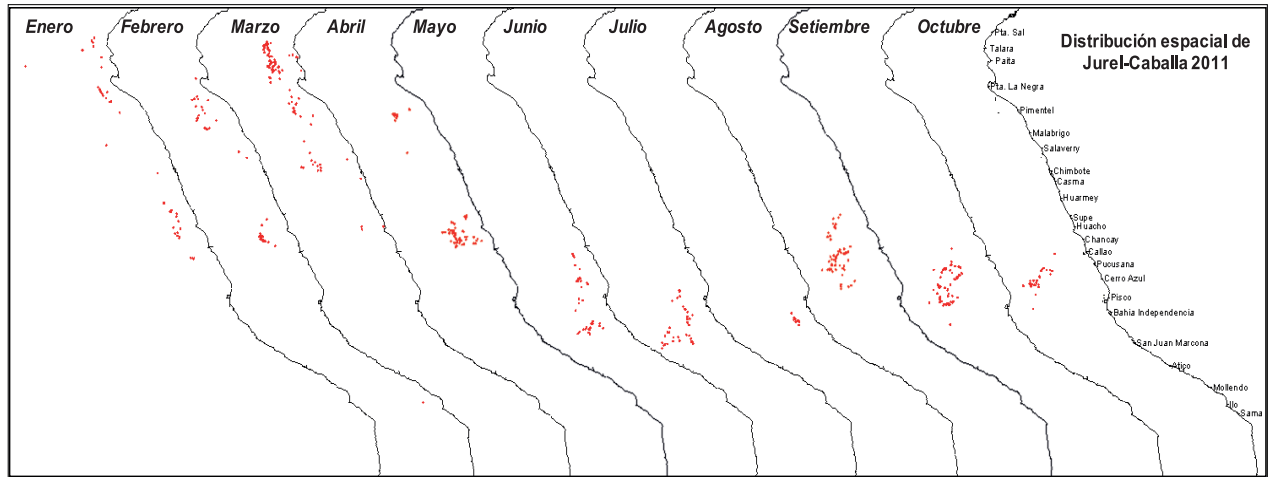 Enero
Febrero
Marzo
Abril
Mayo
Junio
Julio
Agosto
Setiembre
Octubre
Distribución espacial de
Jurel-Caballa 2011
Pta. Sal
Talara
Paita
Pta. La Negra
Pimentel
Malabrigo
Salaverry
Chimbote
Casma
Huarmey
Supe
Huacho
Chancay
Callao
Pucusana
Cerro Azul
Pisco
Bahia Independencia
San Juan Marcona
Atico
Mollendo
Ilo
Sama